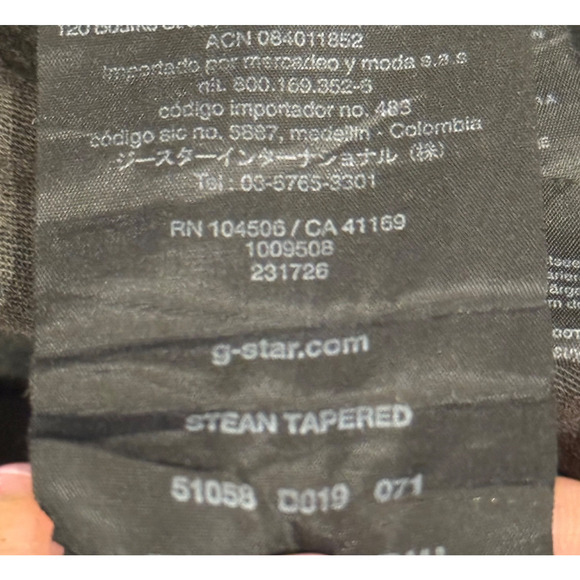 ACN 084011852
importado por mercadeo y moda s.a.s
nit. 800.169.352-6
código importador no. 483
código sic no. 5887, medellin - Colombia
ジースターインターナショナル（株）
Tel : 03-5765-3301
RN 104506 / CA 41169
1009508
231726
g-star.com
STEAN TAPERED
51058 D019 071